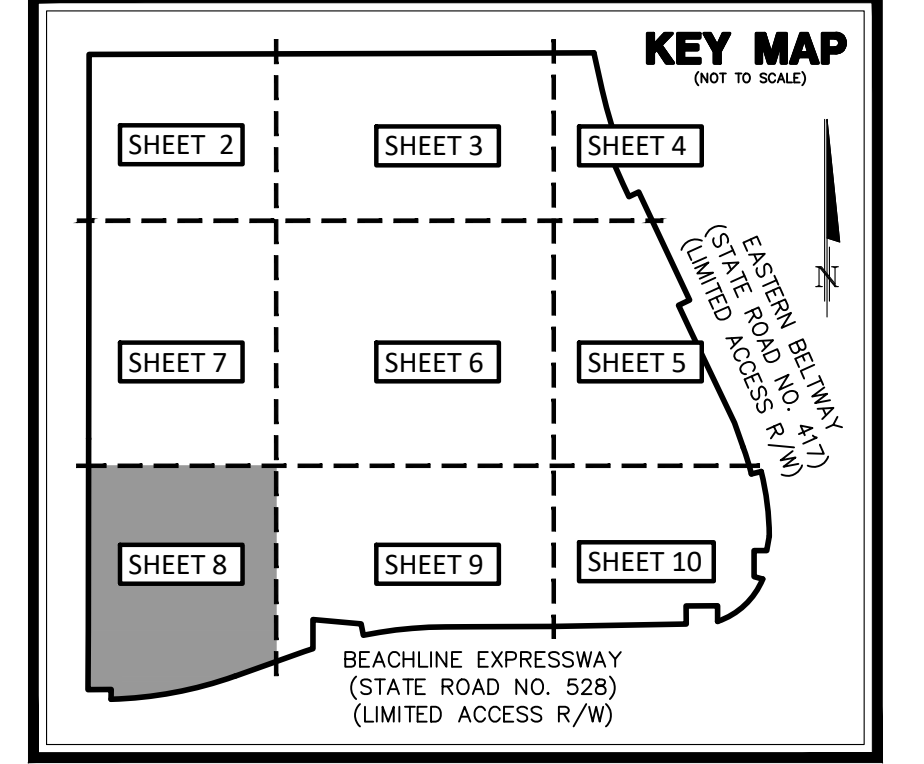 KEY MAP
(NOT TO SCALE)
SHEET 2
SHEET 3
SHEET 4
N
EASTERN BELTWAY
(STATE ROAD NO. 417)
(LIMITED ACCESS R/W)
SHEET 7
SHEET 6
SHEET 5
SHEET 8
SHEET 9
SHEET 10
BEACHLINE EXPRESSWAY
(STATE ROAD NO. 528)
(LIMITED ACCESS R/W)